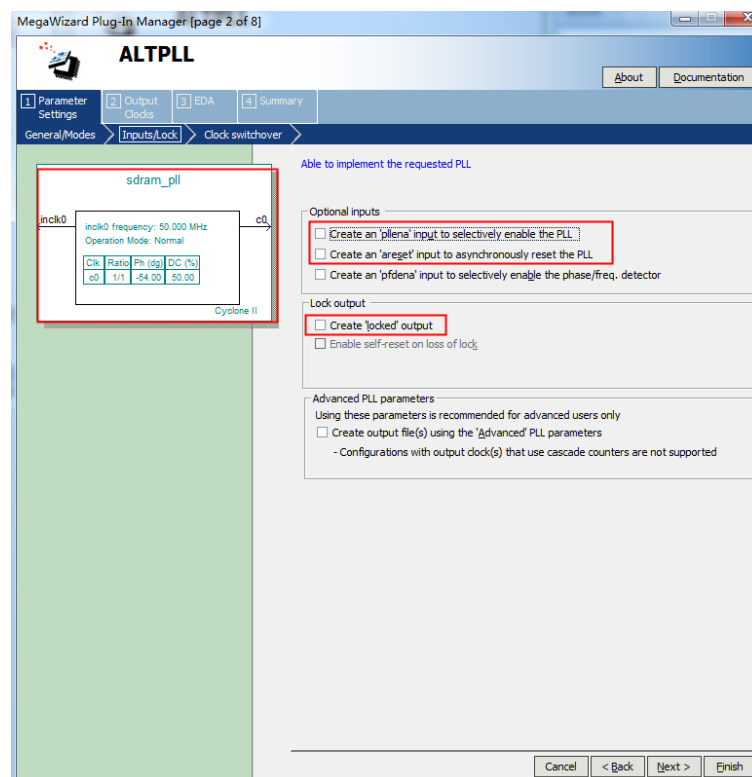 MegaWizard Plug-In Manager [page 2 of 8]
ALTPLL
About
Documentation
1 Parameter Settings
2 Output Clocks
3 EDA
4 Summary
General/Modes
Inputs/Lock
Clock switchover
sdram_pll
inclk0
c0
inclk0 frequency: 50.000 MHz
Operation Mode: Normal
Clk Ratio Ph (dg) DC (%)
c0 1/1 -54.00 50.00
Cyclone II
Able to implement the requested PLL
Optional inputs
Create an 'pllena' input to selectively enable the PLL
Create an 'areset' input to asynchronously reset the PLL
Create an 'pfdena' input to selectively enable the phase/freq. detector
Lock output
Create 'locked' output
Enable self-reset on loss of lock
Advanced PLL parameters
Using these parameters is recommended for advanced users only
Create output file(s) using the 'Advanced' PLL parameters
- Configurations with output clock(s) that use cascade counters are not supported
Cancel
< Back
Next >
Finish